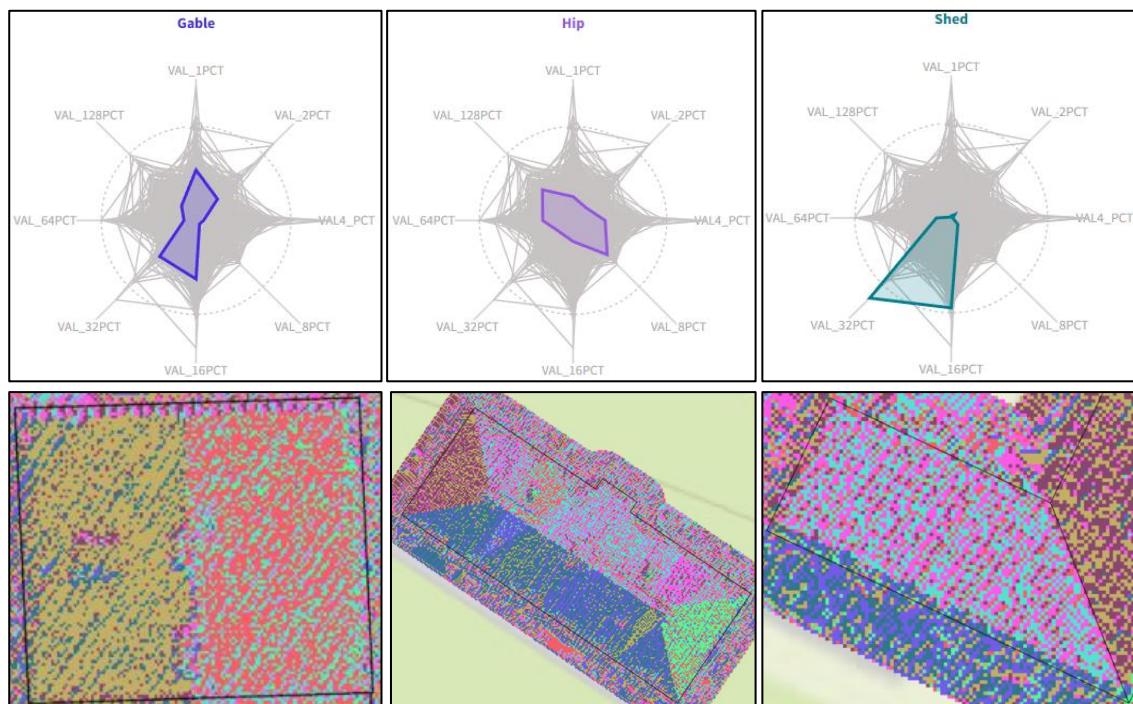 Gable
VAL_1PCT
VAL_128PCT
VAL_2PCT
VAL_64PCT
VAL4_PCT
VAL_32PCT
VAL_8PCT
VAL_16PCT
Hip
VAL_1PCT
VAL_128PCT
VAL_2PCT
VAL_64PCT
VAL4_PCT
VAL_32PCT
VAL_8PCT
VAL_16PCT
Shed
VAL_1PCT
VAL_128PCT
VAL_2PCT
VAL_64PCT
VAL4_PCT
VAL_32PCT
VAL_8PCT
VAL_16PCT